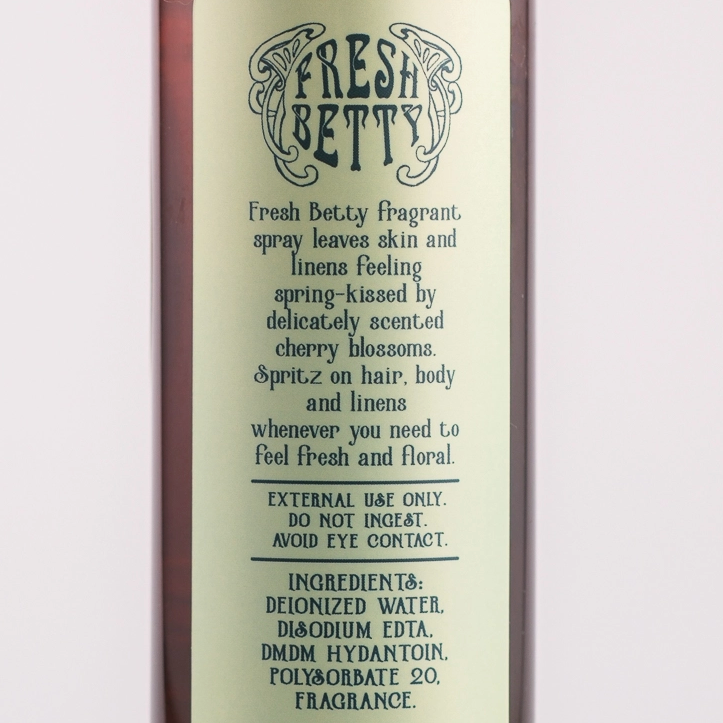 FRESH
BETTY
Fresh Betty fragrant
spray leaves skin and
linens feeling
spring-kissed by
delicately scented
cherry blossoms.
Spritz on hair, body
and linens
whenever you need to
feel fresh and floral.
EXTERNAL USE ONLY.
DO NOT INGEST.
AVOID EYE CONTACT.
INGREDIENTS:
DEIONIZED WATER,
DISODIUM EDTA,
DMDM HYDANTOIN,
POLYSORBATE 20,
FRAGRANCE.